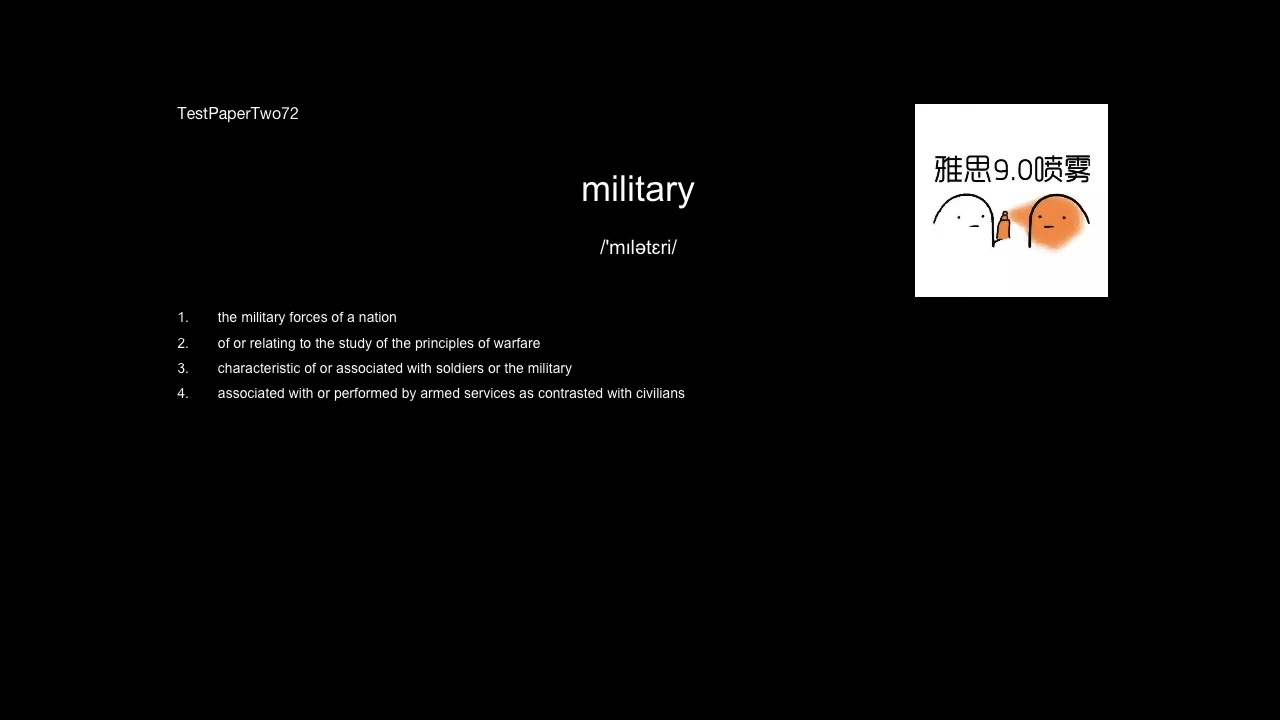 TestPaperTwo72
雅思9.0喷雾
military
/'mɪlətɛri/
1. the military forces of a nation
2. of or relating to the study of the principles of warfare
3. characteristic of or associated with soldiers or the military
4. associated with or performed by armed services as contrasted with civilians